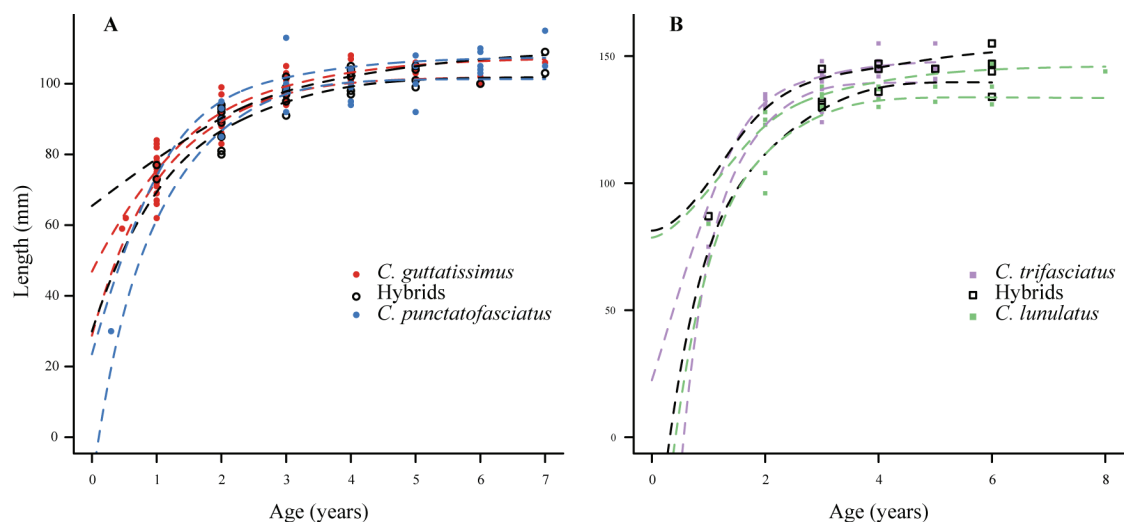 A
Length (mm)
100
80
60
40
20
0
0 1 2 3 4 5 6 7
Age (years)
C. guttatissimus
Hybrids
C. punctatofasciatus
B
150
100
50
0
0 2 4 6 8
Age (years)
C. trifasciatus
Hybrids
C. lunulatus